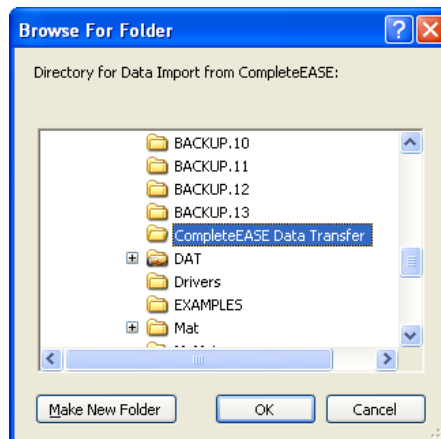 Browse For Folder
Directory for Data Import from CompleteEASE:
BACKUP.10
BACKUP.11
BACKUP.12
BACKUP.13
CompleteEASE Data Transfer
DAT
Drivers
EXAMPLES
Mat
Make New Folder
OK
Cancel